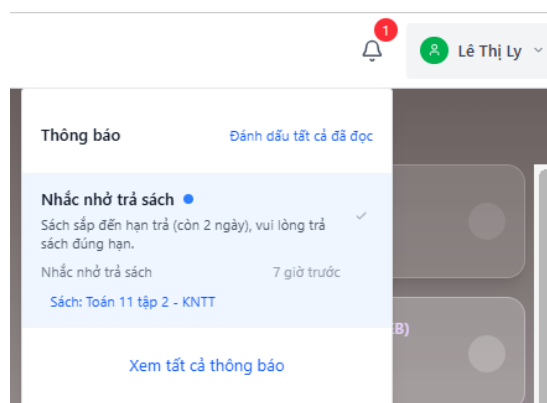 1
Lê Thị Ly
Thông báo
Đánh dấu tất cả đã đọc
Nhắc nhở trả sách
Sách sắp đến hạn trả (còn 2 ngày), vui lòng trả
sách đúng hạn.
Nhắc nhở trả sách
7 giờ trước
Sách: Toán 11 tập 2 - KNTT
Xem tất cả thông báo
B)